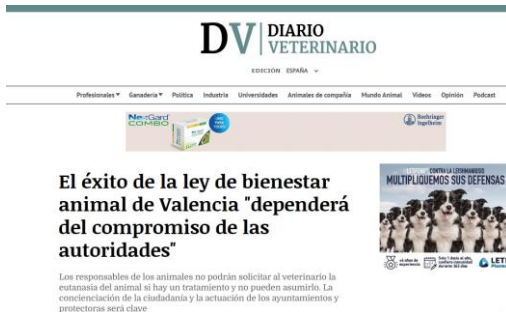 DV DIARIO
VETERINARIO
EDICIÓN ESPAÑA
Profesionales Ganadería Política Industria Universidades Animales de compañía Mundo Animal Vídeos Opinión Podcast
NexGard
COMBO
Boehringer
Ingelheim
El éxito de la ley de bienestar
animal de Valencia "dependerá
del compromiso de las
autoridades"
CONTRA LA LEISHMANIOSIS
MULTIPLIQUEMOS SUS DEFENSAS
LETI
Los responsables de los animales no podrán solicitar al veterinario la
eutanasia del animal si hay un tratamiento y no pueden asumirlo. La
concienciación de la ciudadanía y la actuación de los ayuntamientos y
protectoras será clave